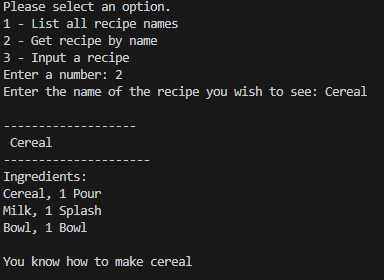 Please select an option.
1 - List all recipe names
2 - Get recipe by name
3 - Input a recipe
Enter a number: 2
Enter the name of the recipe you wish to see: Cereal

-------------------
 Cereal
---------------------
Ingredients:
Cereal, 1 Pour
Milk, 1 Splash
Bowl, 1 Bowl

You know how to make cereal